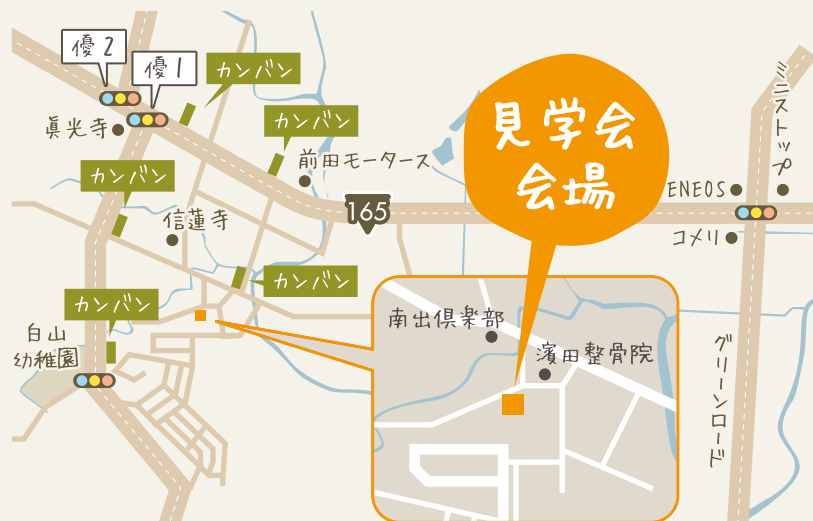 優2
優1
カンバン
眞光寺
カンバン
前田モータース
カンバン
信蓮寺
165
見学会
会場
ミニストップ
ENEOS
コメリ
カンバン
カンバン
白山
幼稚園
南出倶楽部
濱田整骨院
グリーンロード